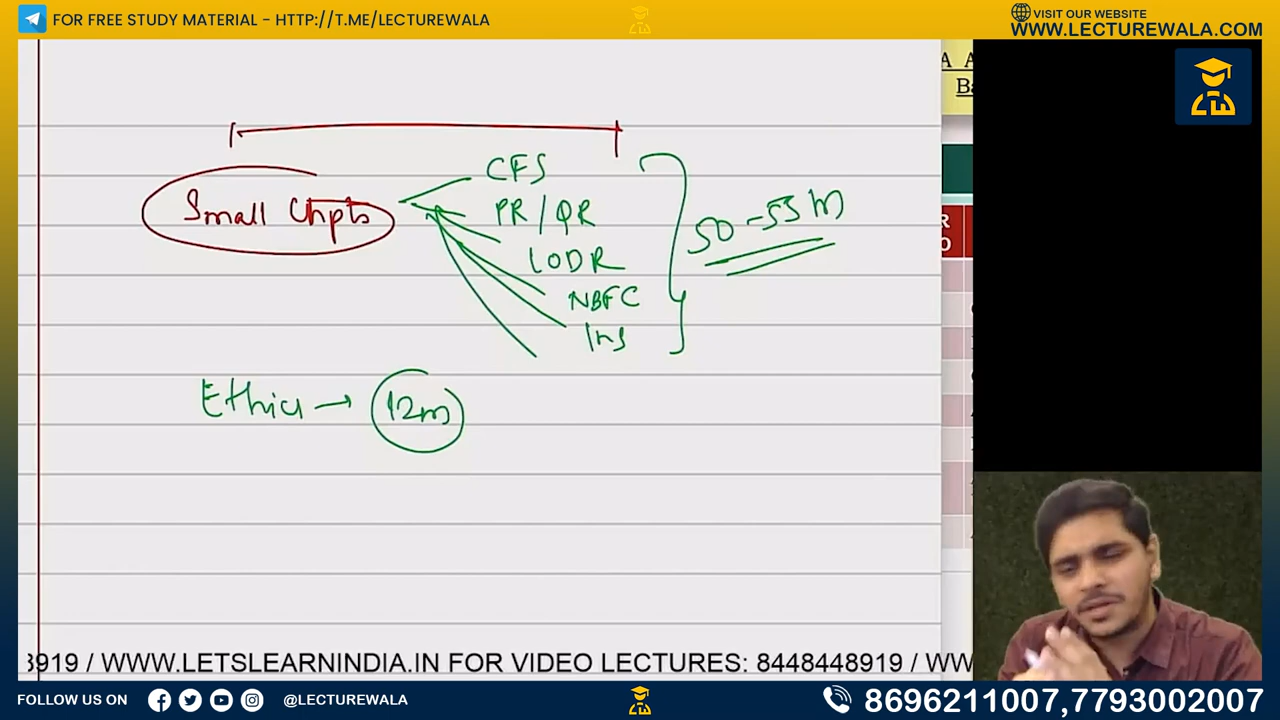 FOR FREE STUDY MATERIAL - HTTP://T.ME/LECTUREWALA
VISIT OUR WEBSITE
WWW.LECTUREWALA.COM
A A
Ba
R
O
Small Chpts
CFS
PR / QR
LODR
NBFC
Ins
50-55 m
Ethics → 12m
3919 / WWW.LETSLEARNINDIA.IN FOR VIDEO LECTURES: 8448448919 / WW
FOLLOW US ON
@LECTUREWALA
8696211007,7793002007